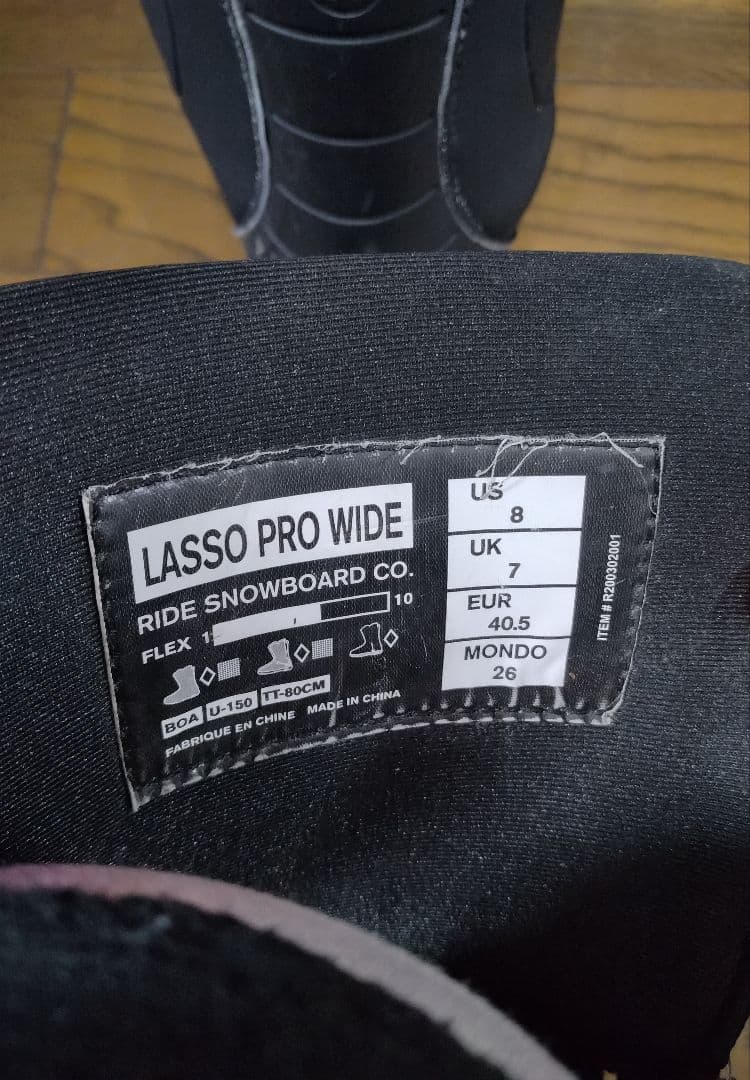 LASSO PRO WIDE
RIDE SNOWBOARD CO.
FLEX 1 10
BOA U-150 TT-80CM
FABRIQUE EN CHINE MADE IN CHINA
US
8
UK
7
EUR
40.5
MONDO
26
ITEM # R200302001